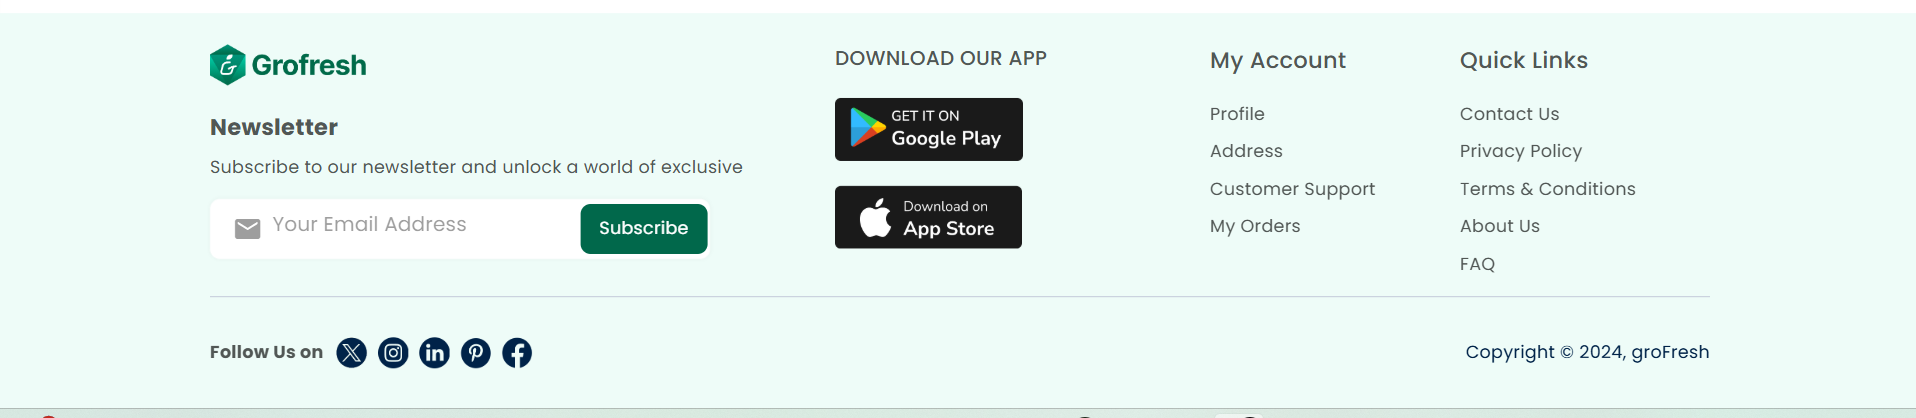 Grofresh
Newsletter
Subscribe to our newsletter and unlock a world of exclusive
Your Email Address
Subscribe
DOWNLOAD OUR APP
GET IT ON
Google Play
Download on
App Store
My Account
Profile
Address
Customer Support
My Orders
Quick Links
Contact Us
Privacy Policy
Terms & Conditions
About Us
FAQ
Follow Us on
Copyright © 2024, groFresh